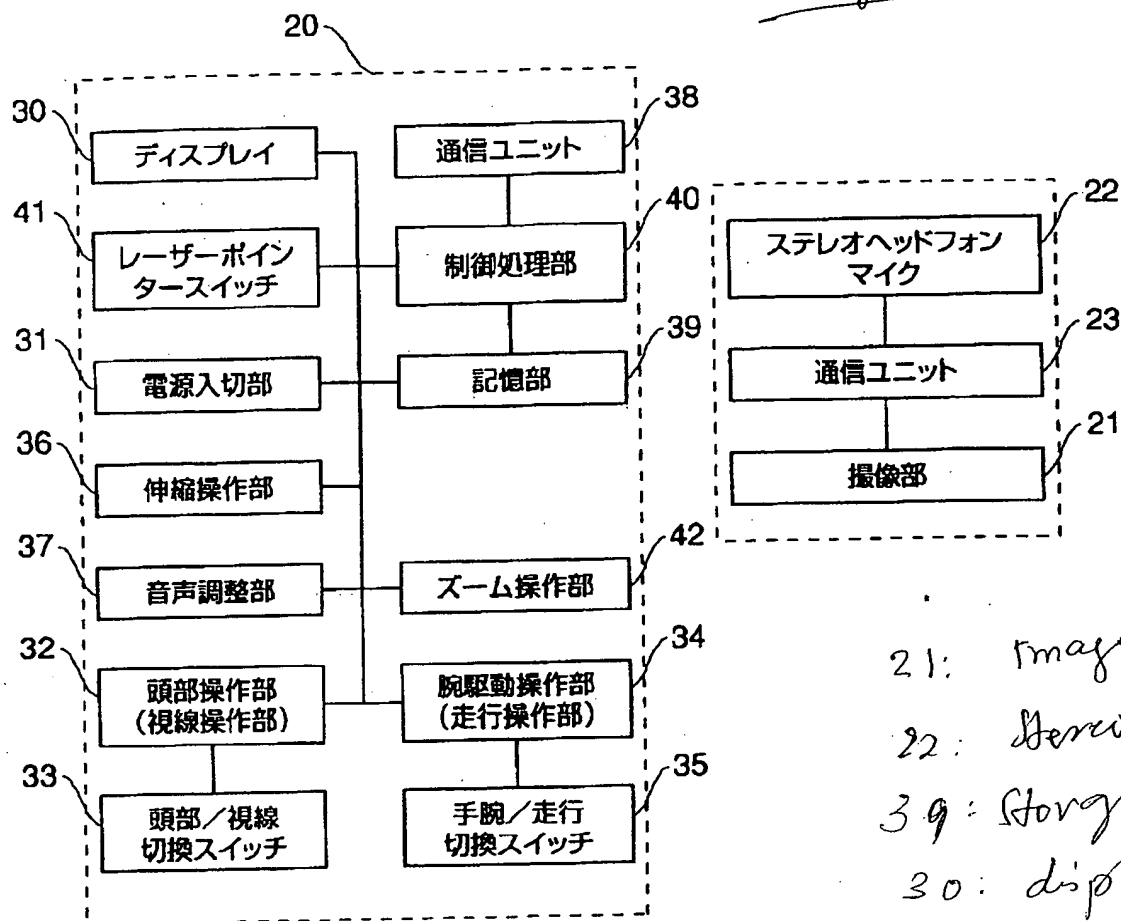 20
30
ディスプレイ
38
通信ユニット
41
レーザーポイン
タースイッチ
40
制御処理部
31
電源入切部
39
記憶部
36
伸縮操作部
37
音声調整部
42
ズーム操作部
32
頭部操作部
(視線操作部)
34
腕駆動操作部
(走行操作部)
33
頭部/視線
切換スイッチ
35
手腕/走行
切換スイッチ
22
ステレオヘッドフォン
マイク
23
通信ユニット
21
撮像部
21:
22:
39:
30: